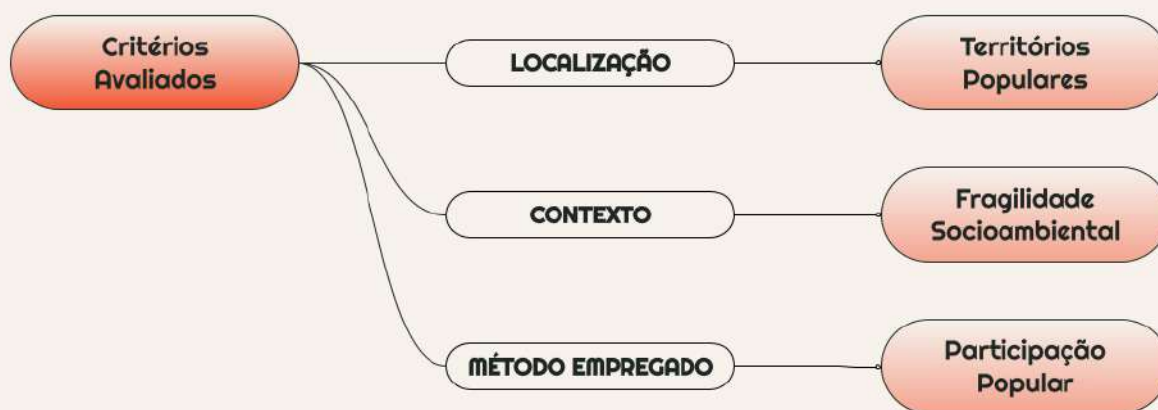 Critérios
Avaliados
LOCALIZAÇÃO
Territórios
Populares
CONTEXTO
Fragilidade
Socioambiental
MÉTODO EMPREGADO
Participação
Popular